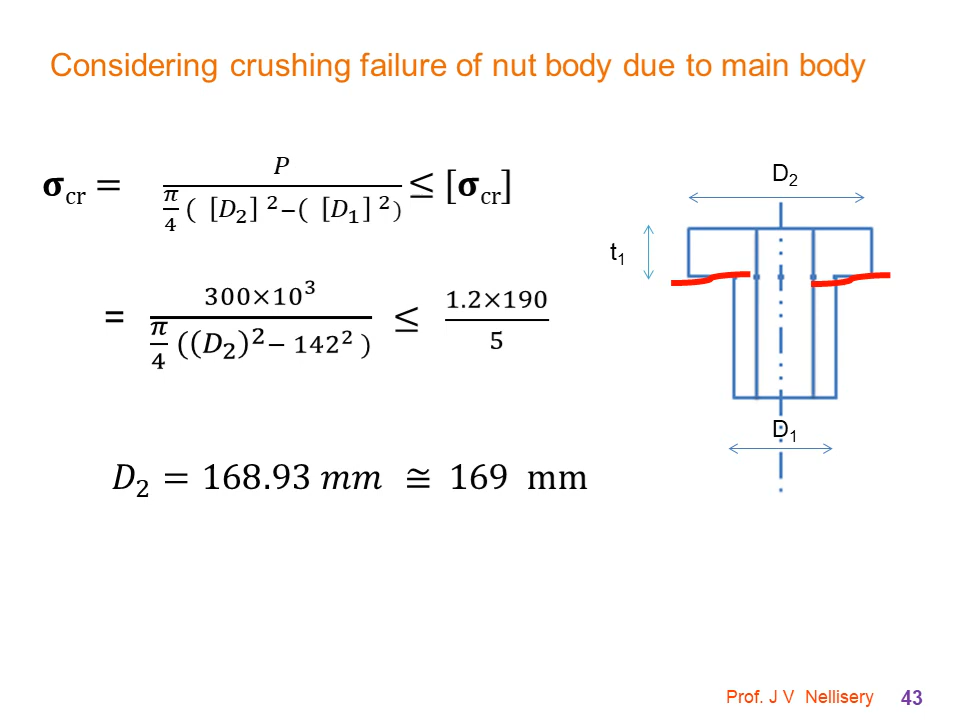 Considering crushing failure of nut body due to main body
𝛔cr = P / π/4 ( [D₂] ² −( [D₁] ² ) ≤ [𝛔cr]
= 300×10³ / π/4 ((D₂)² − 142² ) ≤ 1.2×190 / 5
D₂ = 168.93 mm ≅ 169 mm
D₂
t₁
D₁
Prof. J V Nellisery 43